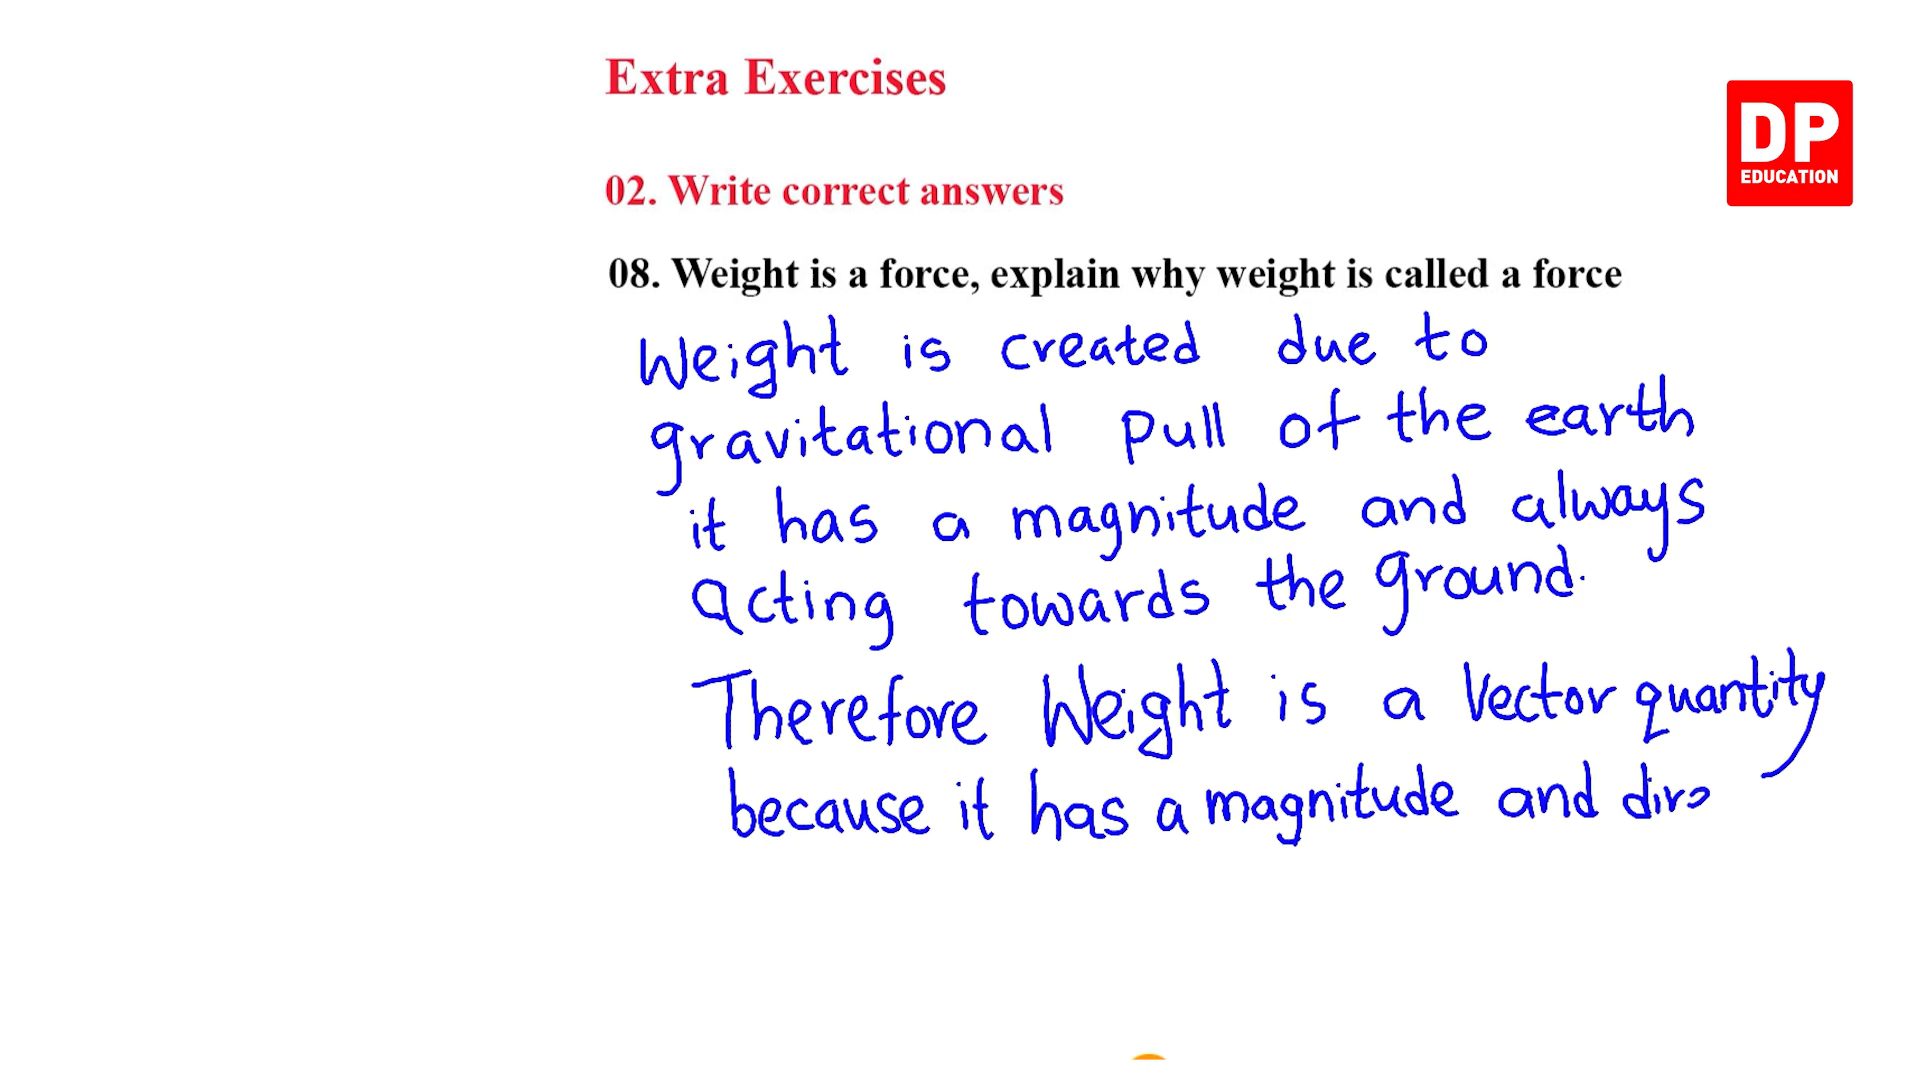 Extra Exercises
DP
EDUCATION
02. Write correct answers
08. Weight is a force, explain why weight is called a force
Weight is created due to
gravitational pull of the earth
it has a magnitude and always
acting towards the ground.
Therefore Weight is a Vector quantity
because it has a magnitude and dir